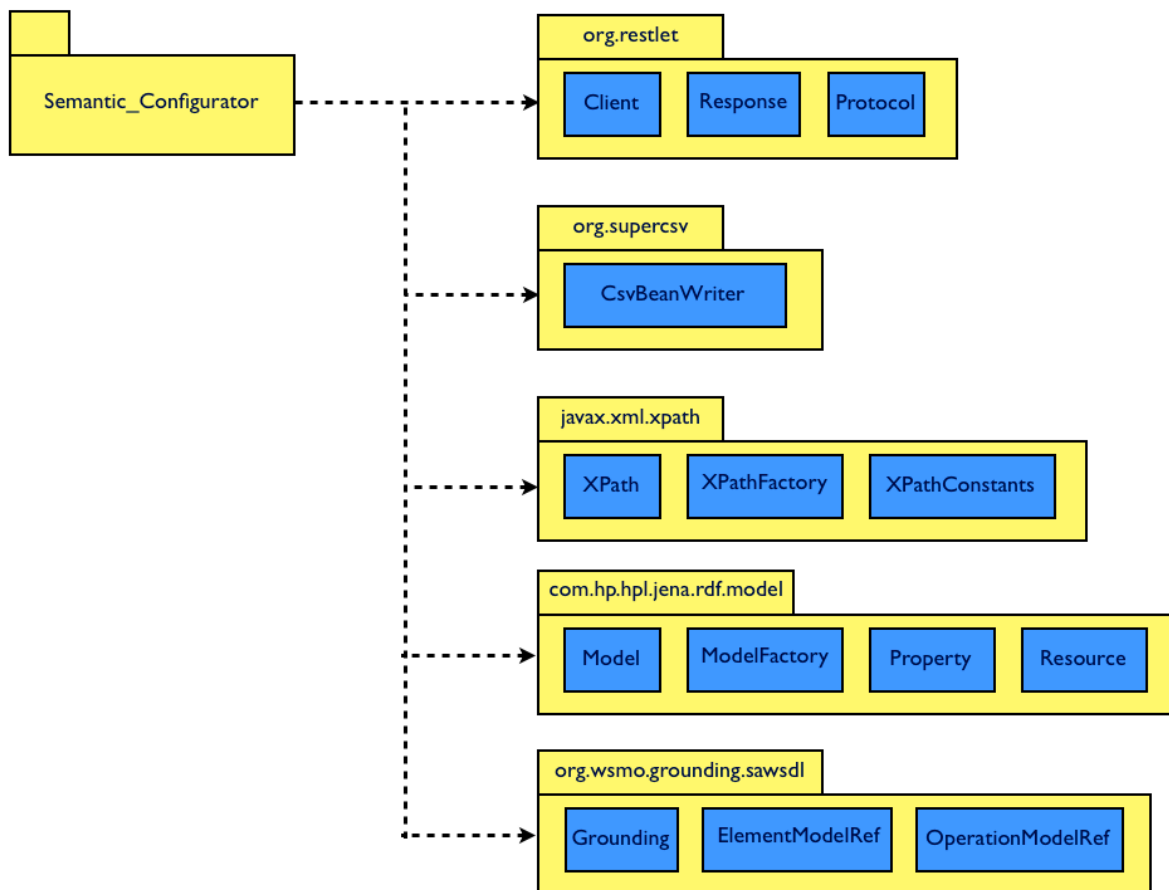 org.restlet
Semantic_Configurator
Client
Response
Protocol
org.supercsv
CsvBeanWriter
javax.xml.xpath
XPath
XPathFactory
XPathConstants
com.hp.hpl.jena.rdf.model
Model
ModelFactory
Property
Resource
org.wsmo.grounding.sawsdl
Grounding
ElementModelRef
OperationModelRef